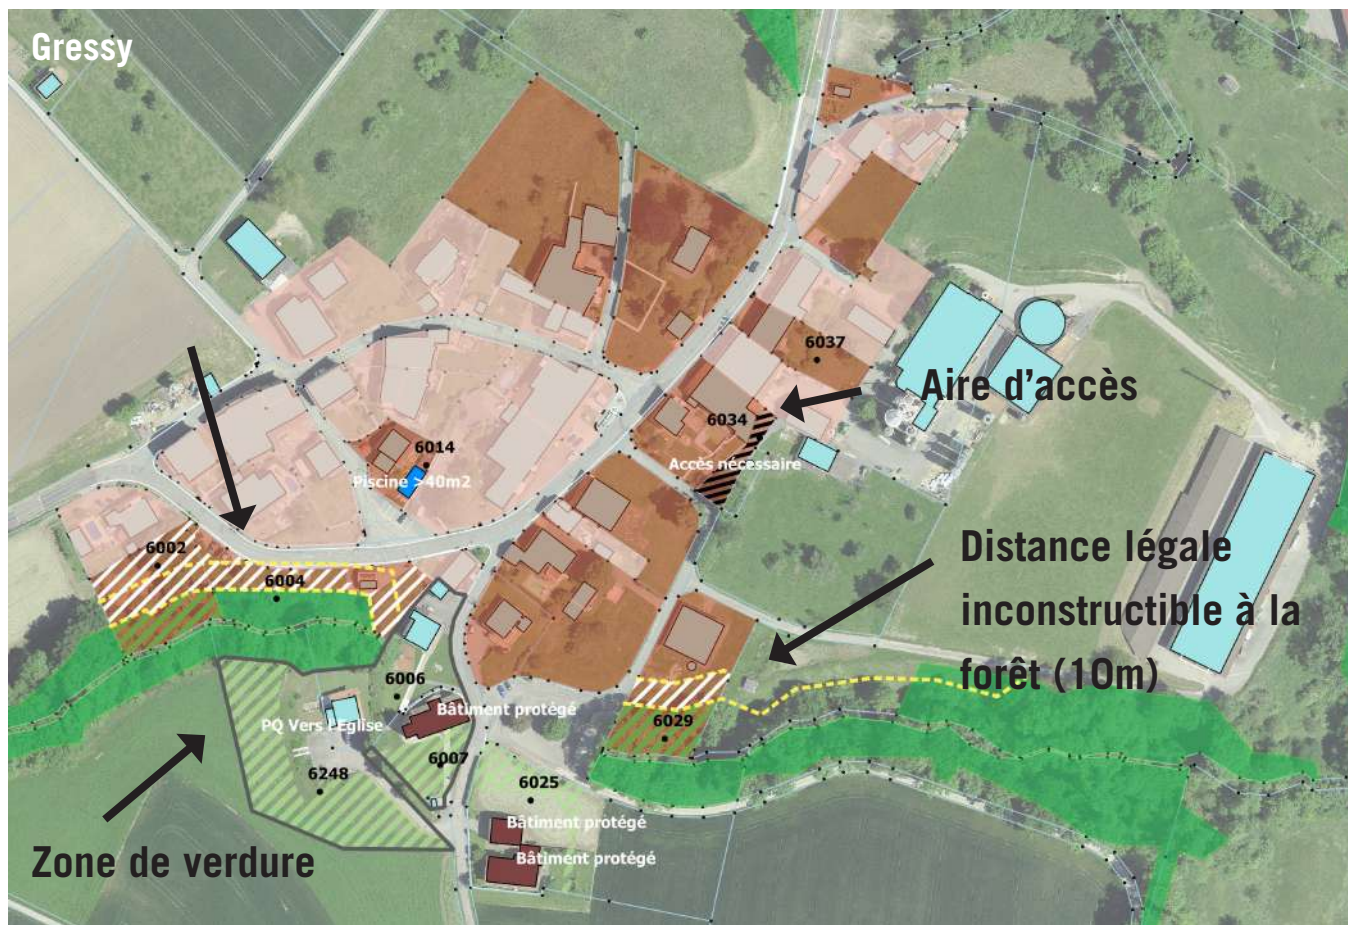 Gressy
6037
Aire d'accès
6034
6014
Accès nécessaire
Piscine >40m2
6002
6004
Distance légale
inconstructible à la
forêt (10m)
6006
Bâtiment protégé
PQ Vers l'Eglise
6029
6007
6248
6025
Bâtiment protégé
Zone de verdure
Bâtiment protégé